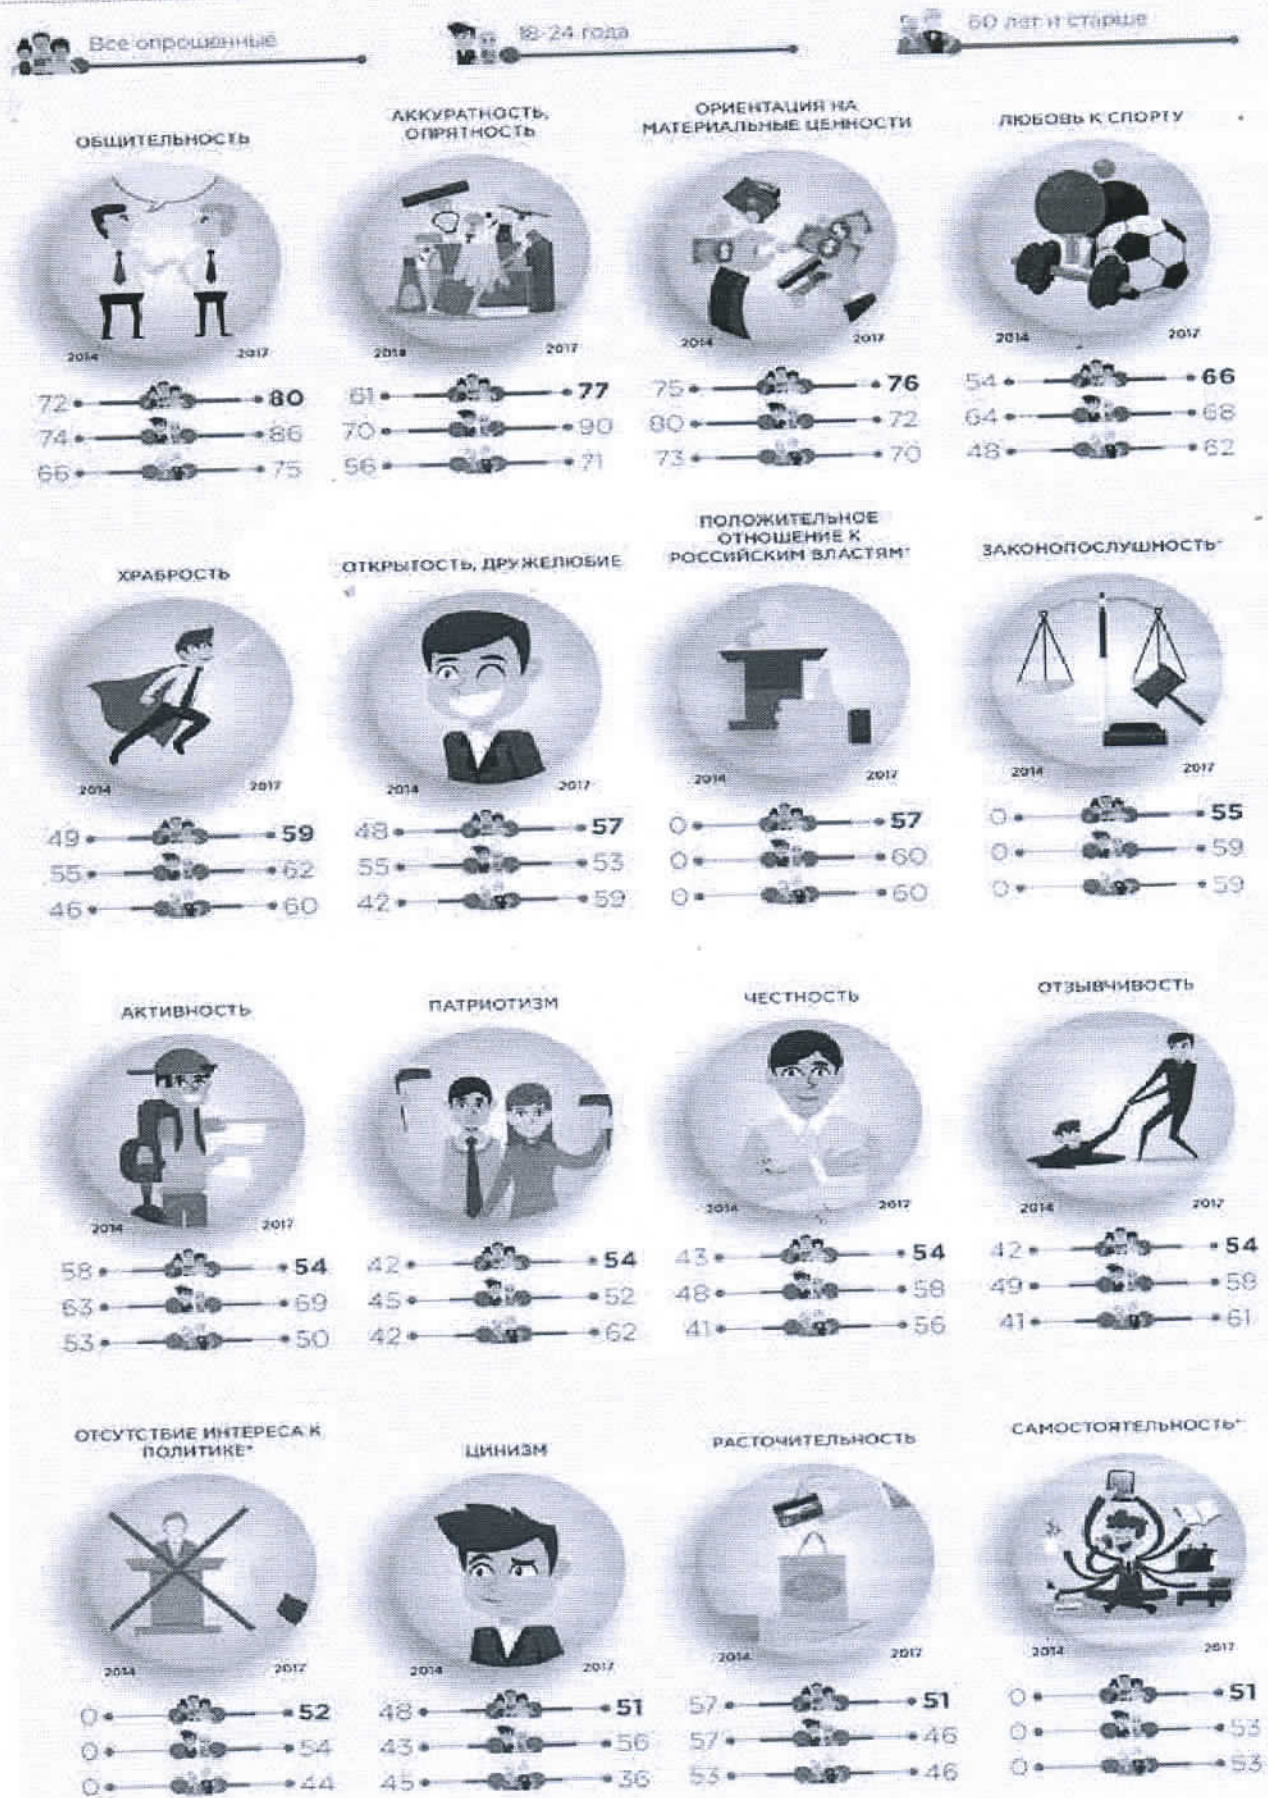 Все опрошенные
18-24 года
60 лет и старше
ОБЩИТЕЛЬНОСТЬ
2014 2017
72 80
74 86
66 75
АККУРАТНОСТЬ,
ОПРЯТНОСТЬ
2014 2017
61 77
70 90
56 71
ОРИЕНТАЦИЯ НА
МАТЕРИАЛЬНЫЕ ЦЕННОСТИ
2014 2017
75 76
80 72
73 70
ЛЮБОВЬ К СПОРТУ
2014 2017
54 66
64 68
48 62
ХРАБРОСТЬ
2014 2017
49 59
55 62
46 60
ОТКРЫТОСТЬ, ДРУЖЕЛЮБИЕ
2014 2017
48 57
55 53
42 59
ПОЛОЖИТЕЛЬНОЕ
ОТНОШЕНИЕ К
РОССИЙСКИМ ВЛАСТЯМ*
2014 2017
0 57
0 60
0 60
ЗАКОНОПОСЛУШНОСТЬ*
2014 2017
0 55
0 59
0 59
АКТИВНОСТЬ
2014 2017
58 54
63 69
53 50
ПАТРИОТИЗМ
42 54
45 52
42 62
ЧЕСТНОСТЬ
2014 2017
43 54
48 58
41 56
ОТЗЫВЧИВОСТЬ
2014 2017
42 54
49 58
41 61
ОТСУТСТВИЕ ИНТЕРЕСА К
ПОЛИТИКЕ*
2014 2017
0 52
0 54
0 44
ЦИНИЗМ
2014 2017
48 51
43 56
45 36
РАСТОЧИТЕЛЬНОСТЬ
2014 2017
57 51
57 46
53 46
САМОСТОЯТЕЛЬНОСТЬ*
2014 2017
0 51
0 53
0 53